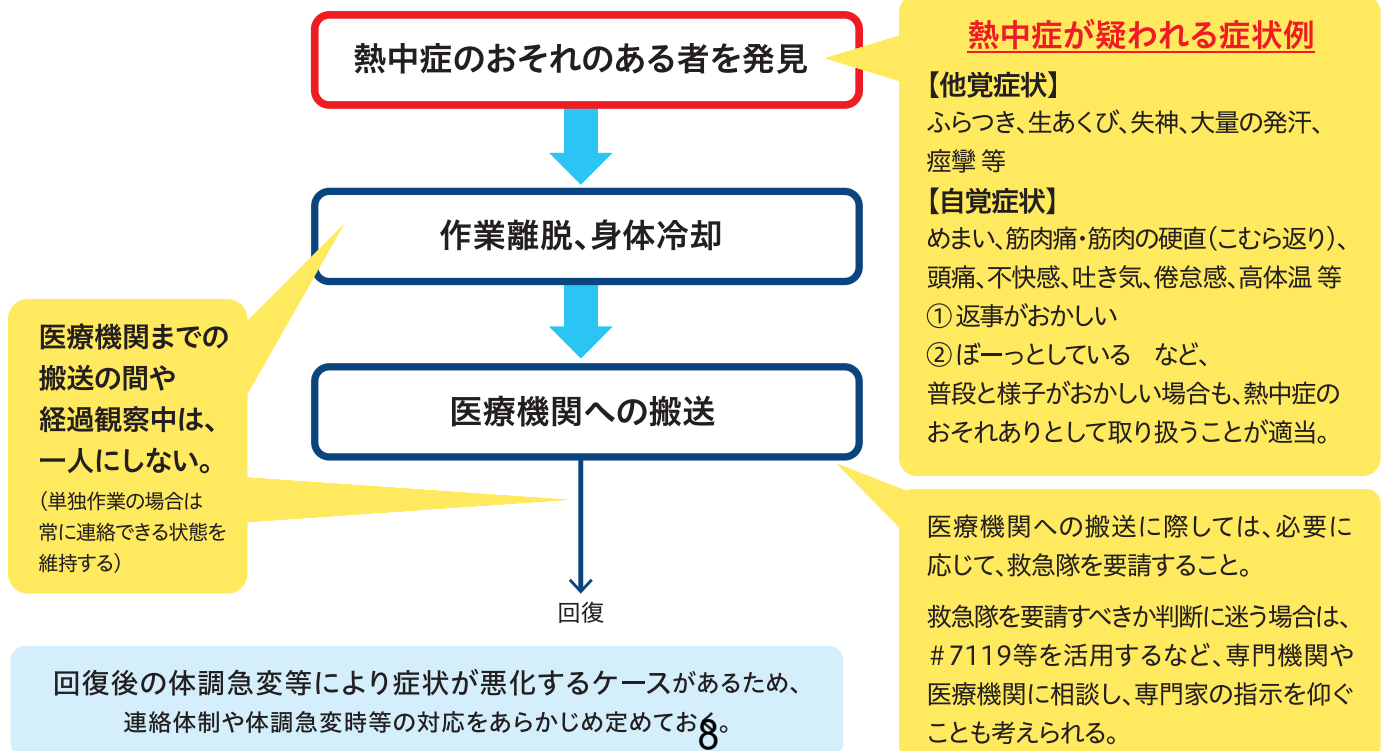 熱中症のおそれのある者を発見
作業離脱、身体冷却
医療機関への搬送
回復
医療機関までの
搬送の間や
経過観察中は、
一人にしない。
（単独作業の場合は
常に連絡できる状態を
維持する）
熱中症が疑われる症状例
【他覚症状】
ふらつき、生あくび、失神、大量の発汗、
痙攣 等
【自覚症状】
めまい、筋肉痛・筋肉の硬直（こむら返り）、
頭痛、不快感、吐き気、倦怠感、高体温 等
①返事がおかしい
②ぼーっとしている　など、
普段と様子がおかしい場合も、熱中症の
おそれありとして取り扱うことが適当。
医療機関への搬送に際しては、必要に
応じて、救急隊を要請すること。
救急隊を要請すべきか判断に迷う場合は、
#7119等を活用するなど、専門機関や
医療機関に相談し、専門家の指示を仰ぐ
ことも考えられる。
回復後の体調急変等により症状が悪化するケースがあるため、
連絡体制や体調急変時等の対応をあらかじめ定めておく。
8